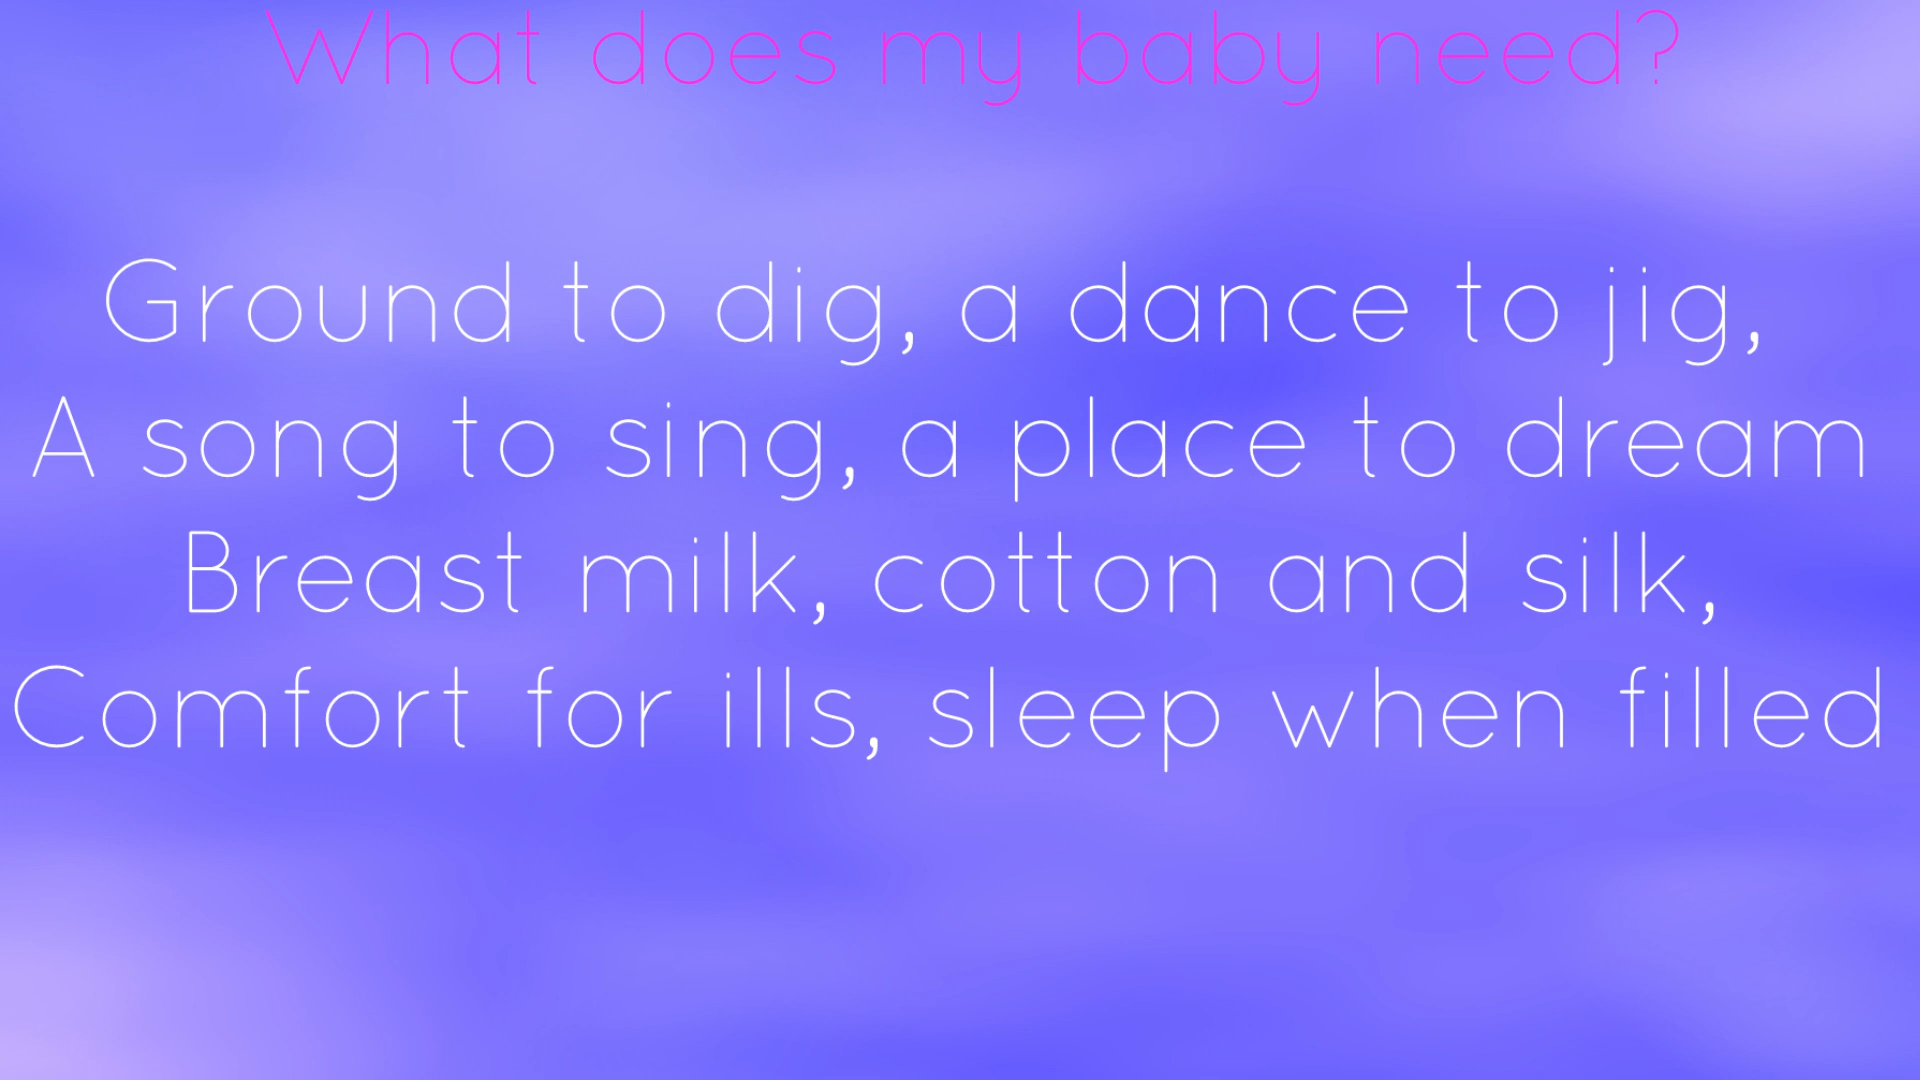 What does my baby need?
Ground to dig, a dance to jig,
A song to sing, a place to dream
Breast milk, cotton and silk,
Comfort for ills, sleep when filled